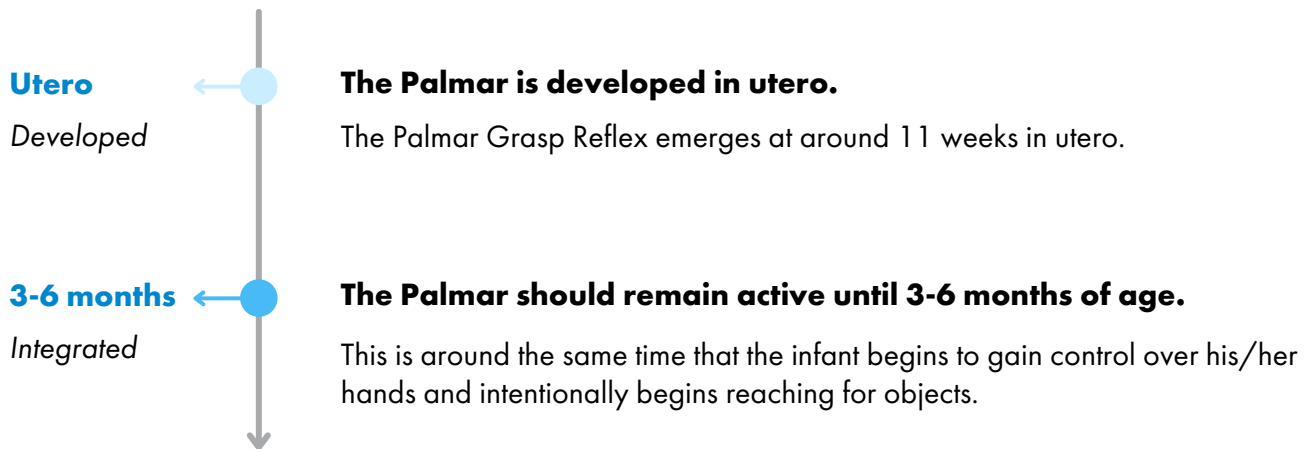 Utero
Developed
The Palmar is developed in utero.
The Palmar Grasp Reflex emerges at around 11 weeks in utero.
3-6 months
Integrated
The Palmar should remain active until 3-6 months of age.
This is around the same time that the infant begins to gain control over his/her
hands and intentionally begins reaching for objects.